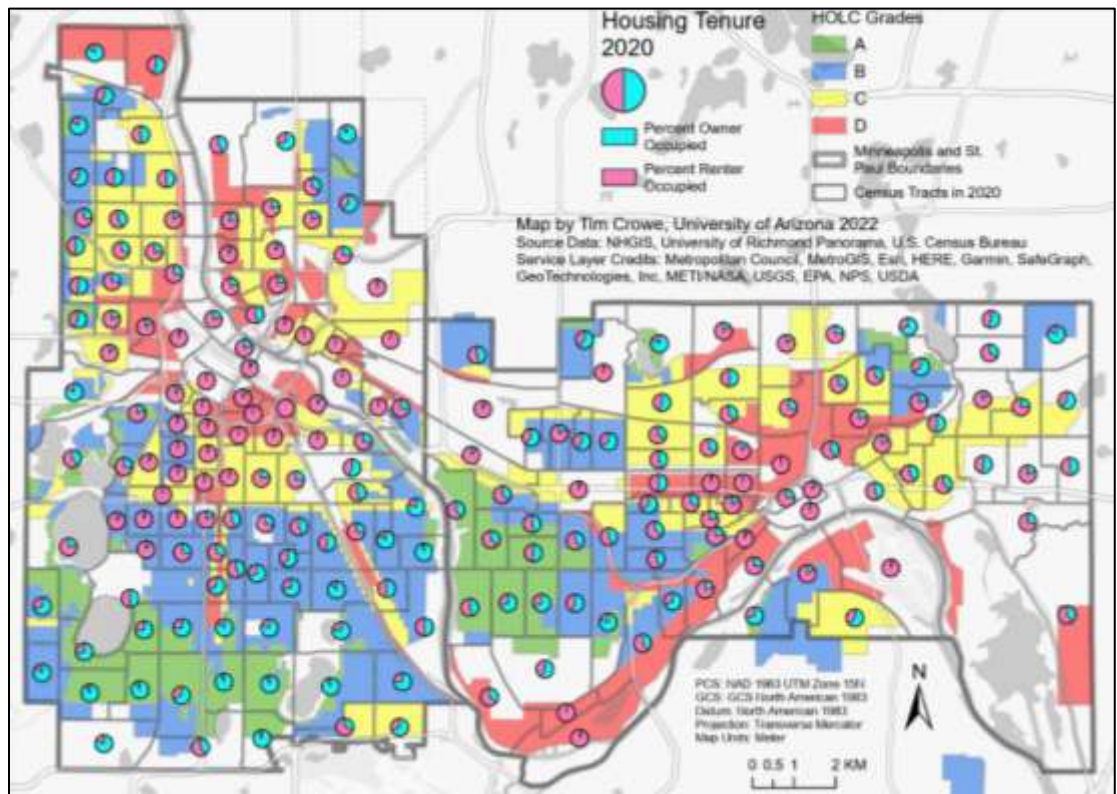 Housing Tenure
2020
Percent Owner
Occupied
Percent Renter
Occupied
HOLC Grades
A
B
C
D
Minneapolis and St.
Paul Boundaries
Census Tracts in 2020
Map by Tim Crowe, University of Arizona 2022
Source Data: NHGIS, University of Richmond Panorama, U.S. Census Bureau
Service Layer Credits: Metropolitan Council, MetroGIS, Esri, HERE, Garmin, SafeGraph,
GeoTechnologies, Inc, METI/NASA, USGS, EPA, NPS, USDA
PCS: NAD 1983 UTM Zone 15N
GCS: GCS North American 1983
Datum: North American 1983
Projection: Transverse Mercator
Map Units: Meter
N
0 0.5 1 2 KM